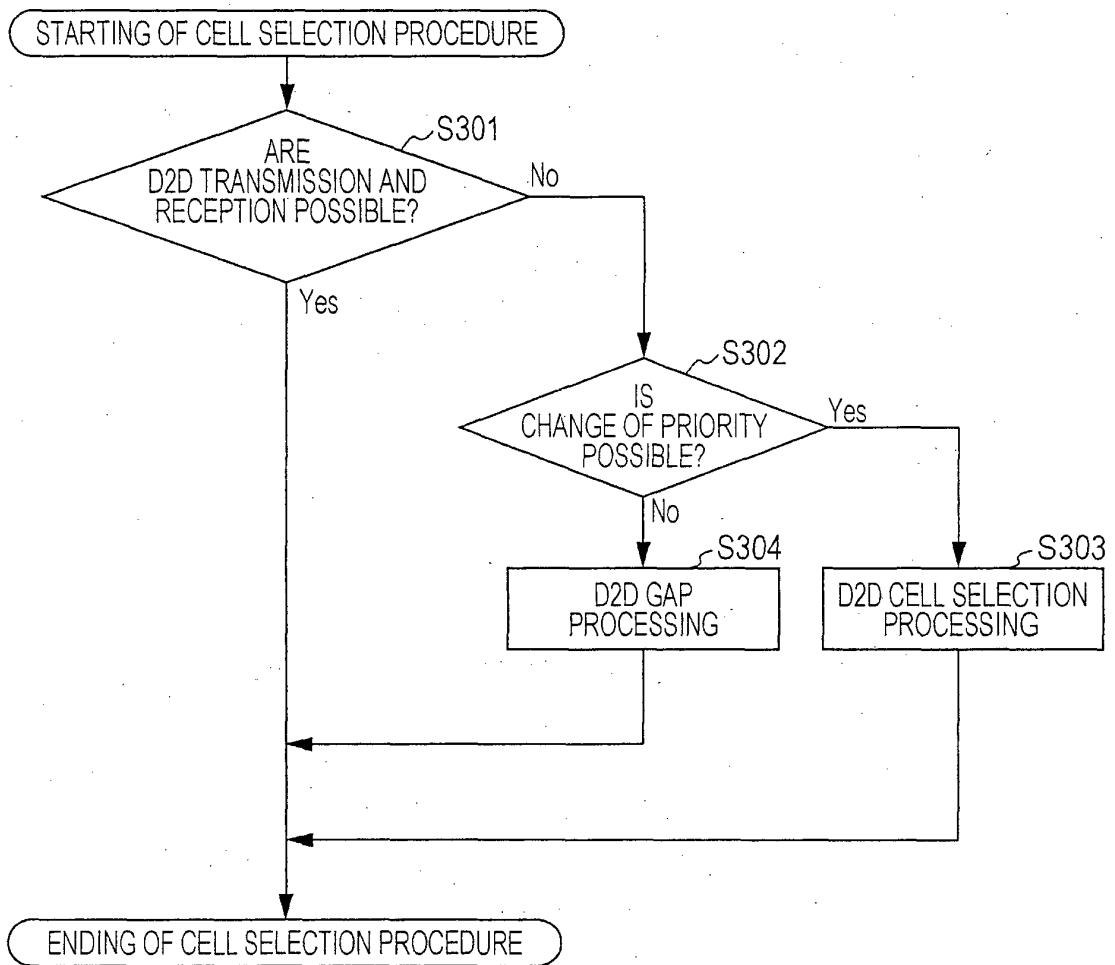 STARTING OF CELL SELECTION PROCEDURE
S301
ARE
D2D TRANSMISSION AND
RECEPTION POSSIBLE?
No
Yes
S302
IS
CHANGE OF PRIORITY
POSSIBLE?
Yes
No
S304
D2D GAP
PROCESSING
S303
D2D CELL SELECTION
PROCESSING
ENDING OF CELL SELECTION PROCEDURE